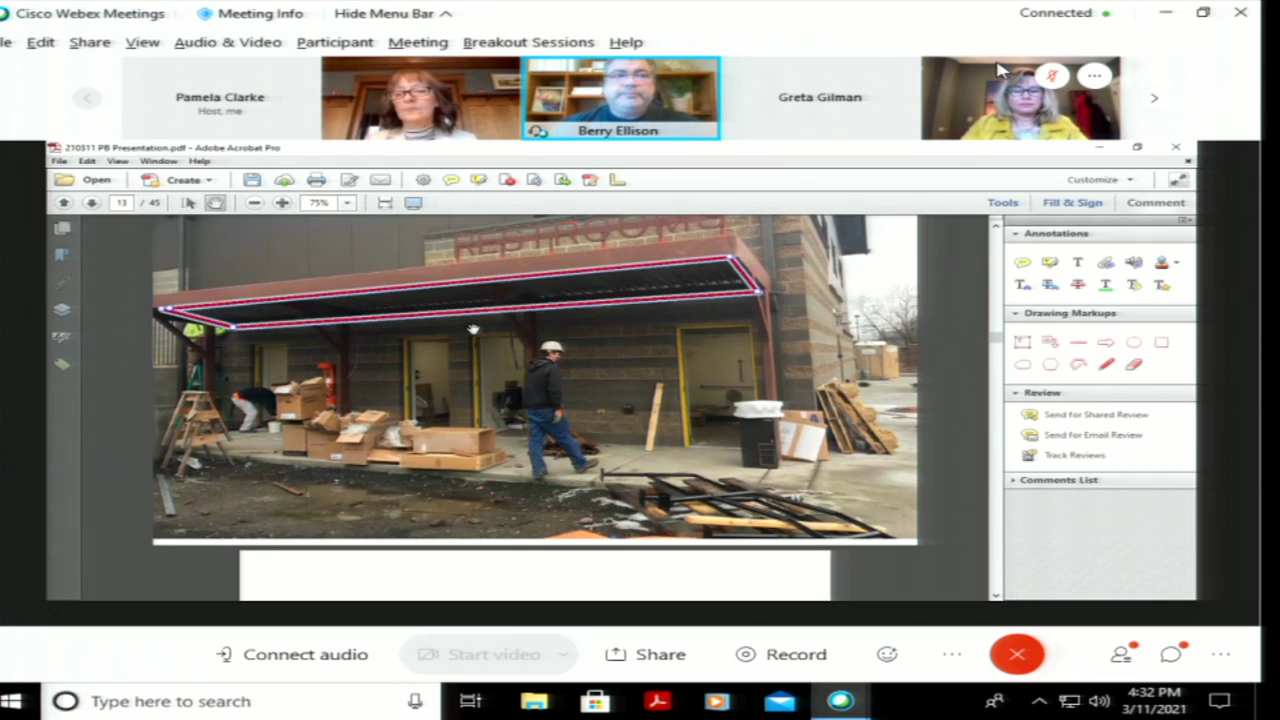 Cisco Webex Meetings Meeting Info Hide Menu Bar Connected
le Edit Share View Audio & Video Participant Meeting Breakout Sessions Help
Pamela Clarke
Host, me
Berry Ellison
Greta Gilman
210311 PB Presentation.pdf - Adobe Acrobat Pro
File Edit View Window Help
Open Create Customize
13 / 45 75% Tools Fill & Sign Comment
RESTROOMS
Annotations
Drawing Markups
Review
Send for Shared Review
Send for Email Review
Track Reviews
Comments List
Connect audio Start video Share Record
Type here to search
4:32 PM
3/11/2021